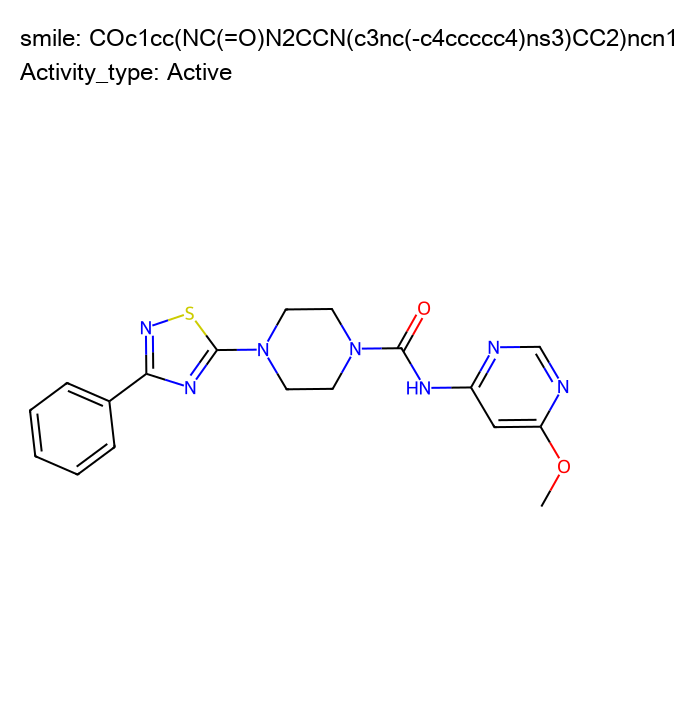 smile: COc1cc(NC(=O)N2CCN(c3nc(-c4ccccc4)ns3)CC2)ncn1
Activity_type: Active
S
N
N
N
N
O
HN
N
N
O